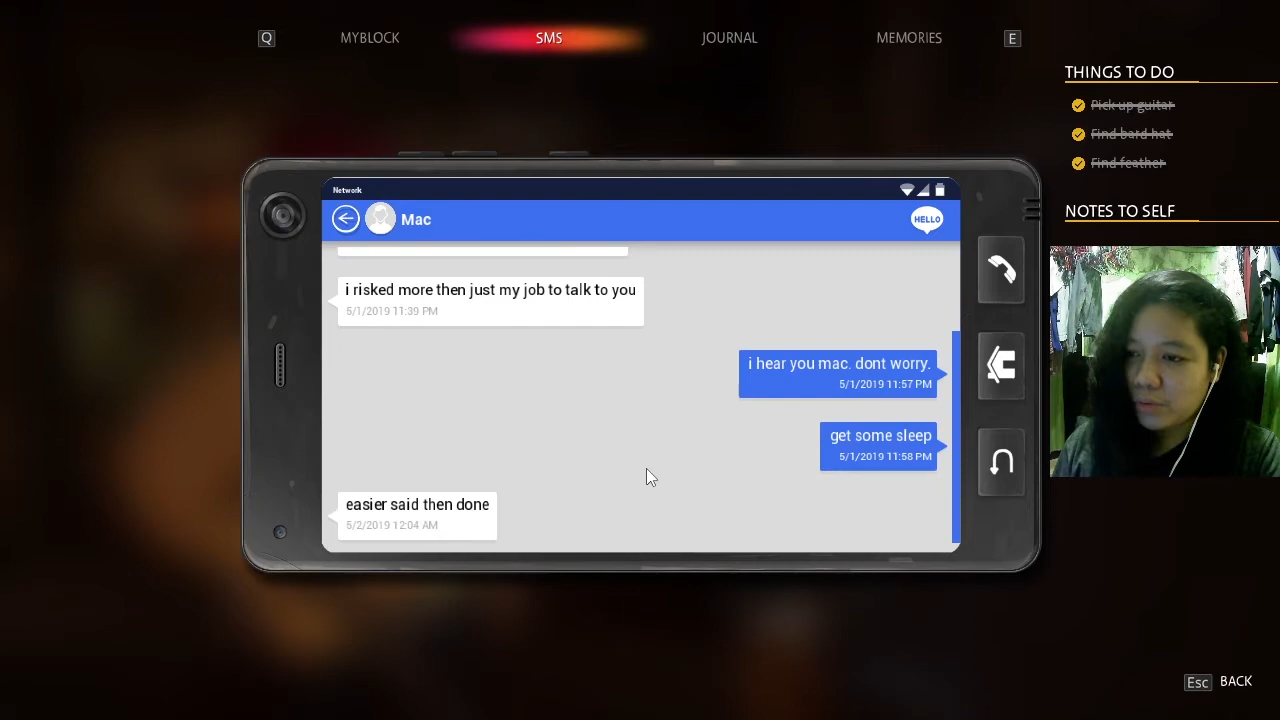 Q
MYBLOCK
SMS
JOURNAL
MEMORIES
E
THINGS TO DO
Pick up guitar
Find bard hat
Find feather
NOTES TO SELF
Network
Mac
HELLO
i risked more then just my job to talk to you
5/1/2019 11:39 PM
i hear you mac. dont worry.
5/1/2019 11:57 PM
get some sleep
5/1/2019 11:58 PM
easier said then done
5/2/2019 12:04 AM
Esc BACK